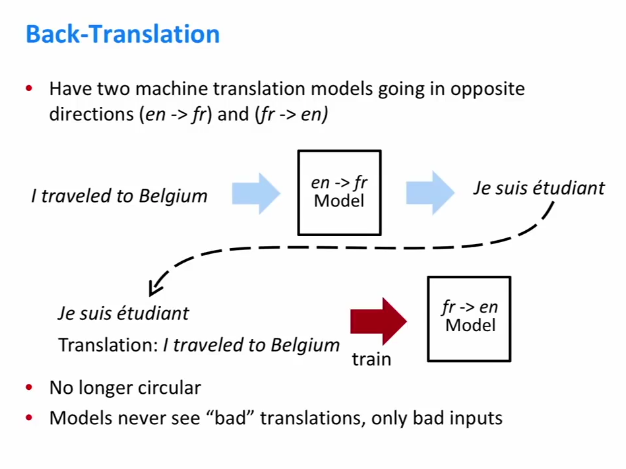 Back-Translation
• Have two machine translation models going in opposite
directions (en -> fr) and (fr -> en)
I traveled to Belgium
en -> fr
Model
Je suis étudiant
Je suis étudiant
Translation: I traveled to Belgium
train
fr -> en
Model
• No longer circular
• Models never see “bad” translations, only bad inputs